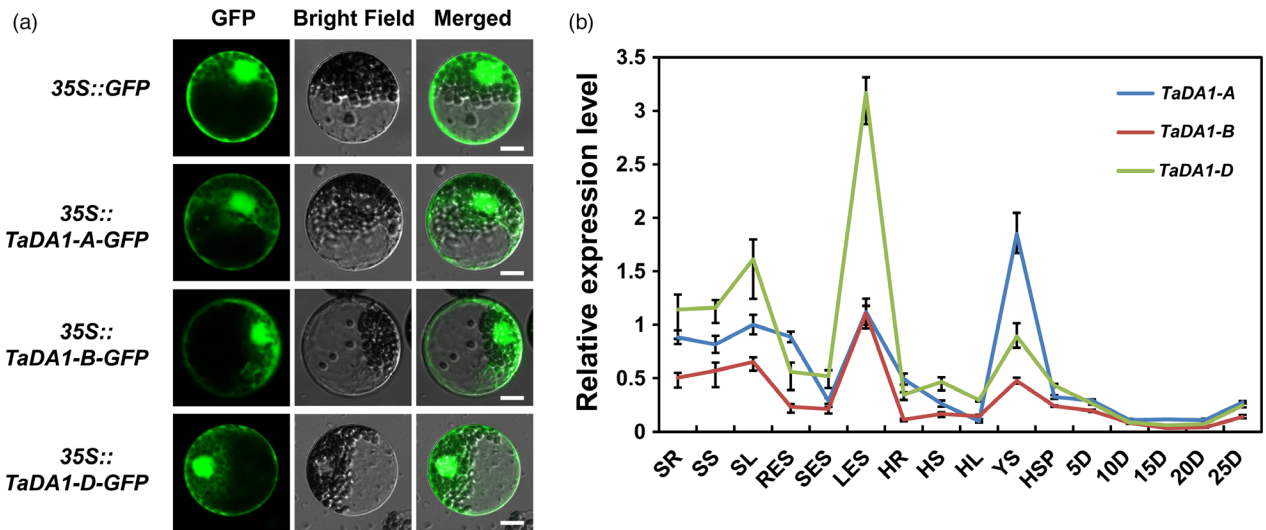 (a)
GFP
Bright Field
Merged
35S::GFP
35S::
TaDA1-A-GFP
35S::
TaDA1-B-GFP
35S::
TaDA1-D-GFP
(b)
Relative expression level
3.5
3
2.5
2
1.5
1
0.5
0
TaDA1-A
TaDA1-B
TaDA1-D
SR
SS
SL
RES
SES
LES
HR
HS
HL
YS
HSP
5D
10D
15D
20D
25D